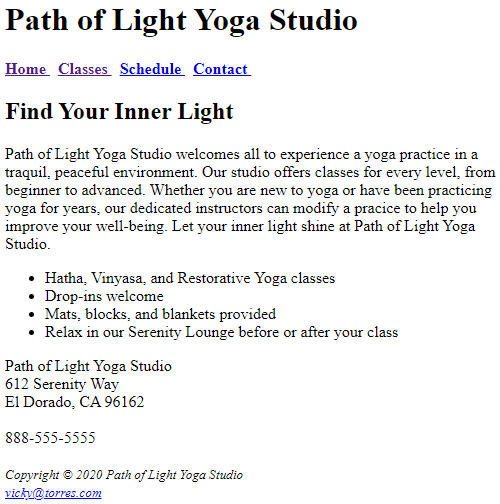 Path of Light Yoga Studio
Home Classes Schedule Contact
Find Your Inner Light
Path of Light Yoga Studio welcomes all to experience a yoga practice in a
traquil, peaceful environment. Our studio offers classes for every level, from
beginner to advanced. Whether you are new to yoga or have been practicing
yoga for years, our dedicated instructors can modify a pracice to help you
improve your well-being. Let your inner light shine at Path of Light Yoga
Studio.
• Hatha, Vinyasa, and Restorative Yoga classes
• Drop-ins welcome
• Mats, blocks, and blankets provided
• Relax in our Serenity Lounge before or after your class
Path of Light Yoga Studio
612 Serenity Way
El Dorado, CA 96162
888-555-5555
Copyright © 2020 Path of Light Yoga Studio
vicky@torres.com